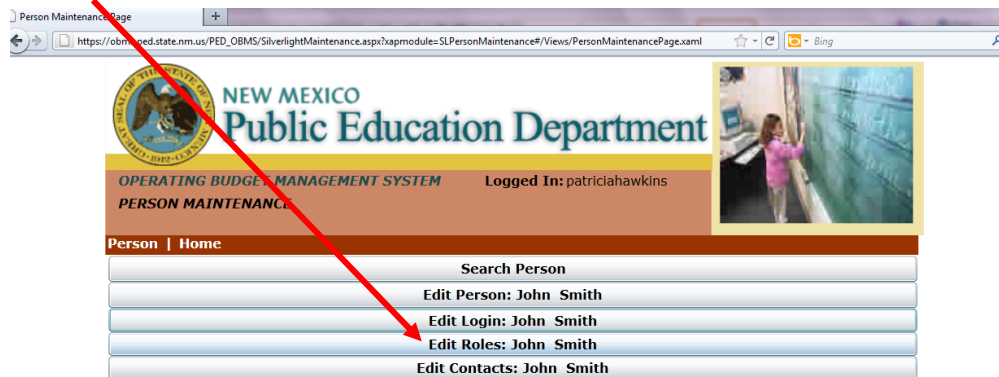 Person Maintenance Page
https://obms.ped.state.nm.us/PED_OBMS/SilverlightMaintenance.aspx?xapmodule=SLPersonMaintenance#/Views/PersonMaintenancePage.xaml
Bing
NEW MEXICO
Public Education Department
OPERATING BUDGET MANAGEMENT SYSTEM Logged In: patriciahawkins
PERSON MAINTENANCE
Person | Home
Search Person
Edit Person: John Smith
Edit Login: John Smith
Edit Roles: John Smith
Edit Contacts: John Smith